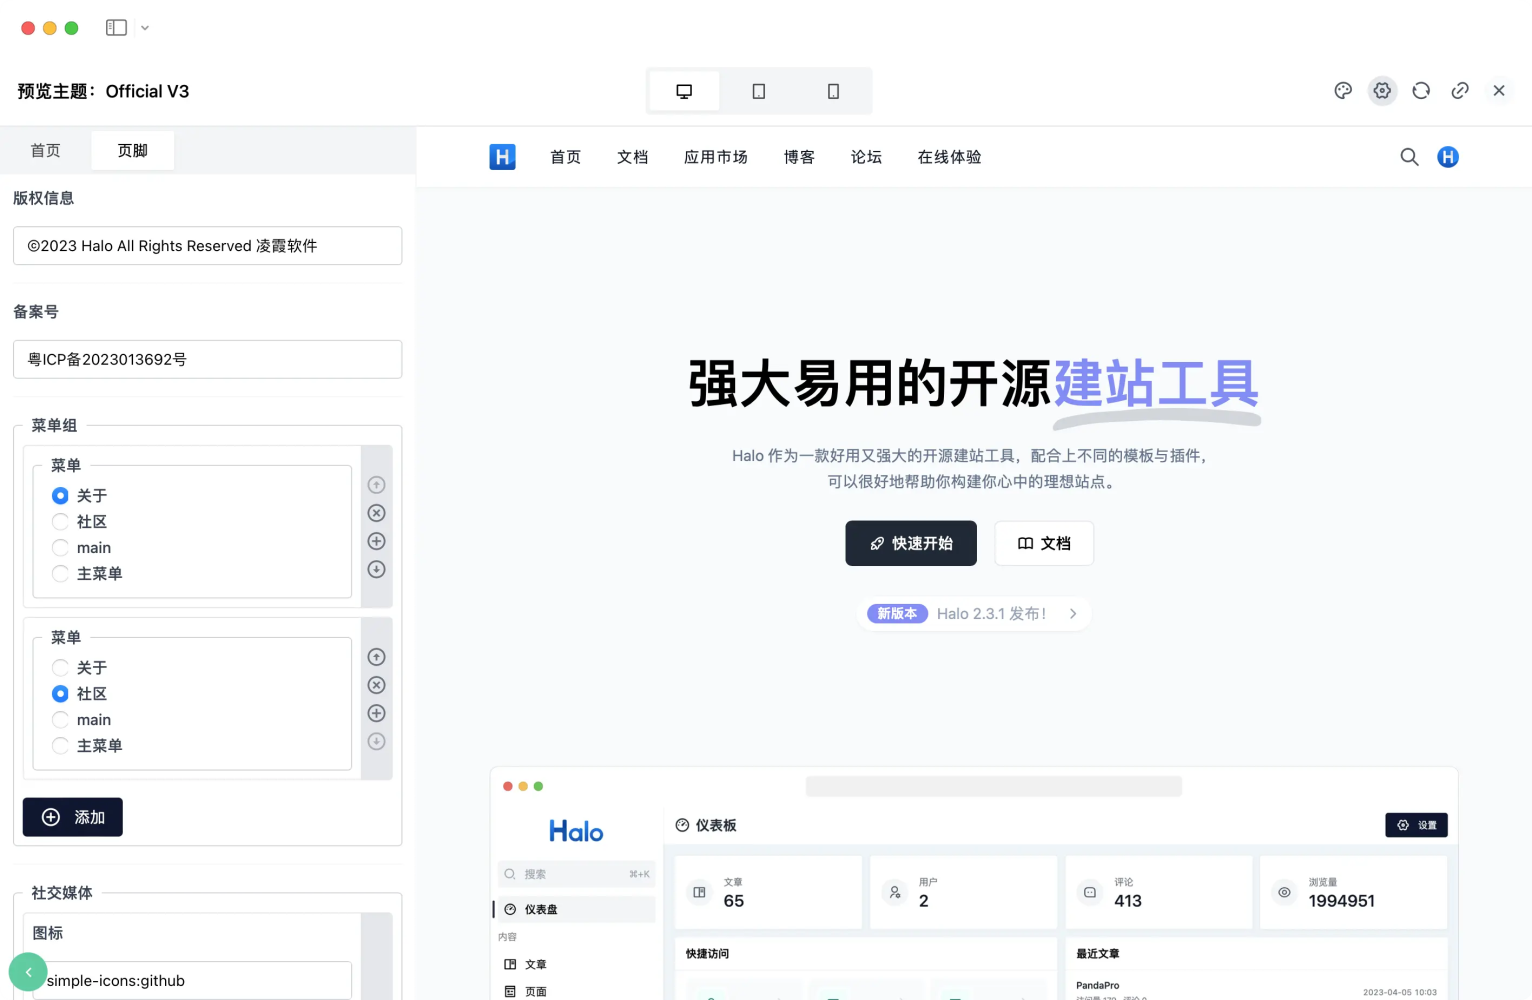 预览主题：Official V3
首页
页脚
版权信息
©2023 Halo All Rights Reserved 凌霞软件
备案号
粤ICP备2023013692号
菜单组
菜单
关于
社区
main
主菜单
菜单
关于
社区
main
主菜单
添加
社交媒体
图标
simple-icons:github
H
首页
文档
应用市场
博客
论坛
在线体验
H
强大易用的开源建站工具
Halo 作为一款好用又强大的开源建站工具，配合上不同的模板与插件，
可以很好地帮助你构建你心中的理想站点。
快速开始
文档
新版本
Halo 2.3.1 发布！
Halo
搜索
⌘+K
仪表盘
内容
文章
页面
仪表板
设置
文章
65
用户
2
评论
413
浏览量
1994951
快捷访问
最近文章
PandaPro
2023-04-05 10:03